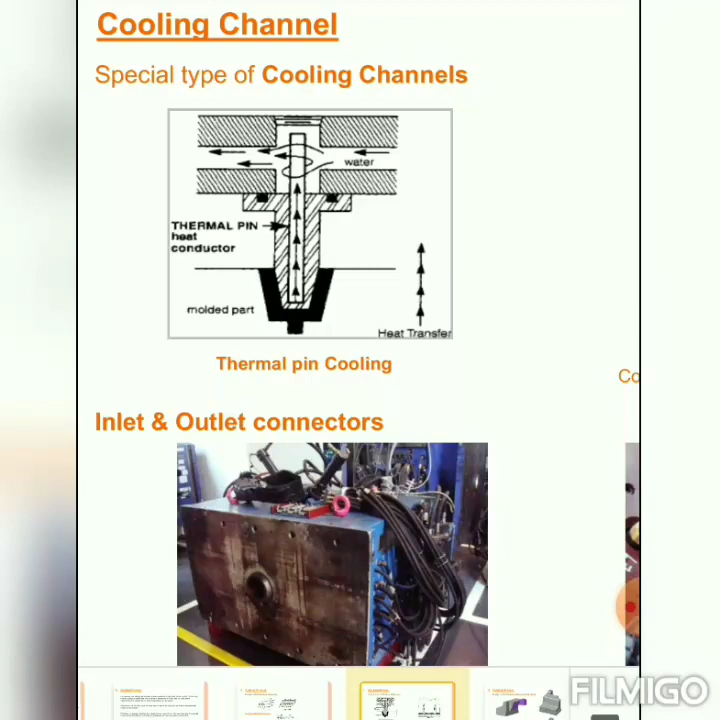 Cooling Channel
Special type of Cooling Channels
water
THERMAL PIN
heat
conductor
molded part
Heat Transfer
Thermal pin Cooling
Co
Inlet & Outlet connectors
FILMIGO